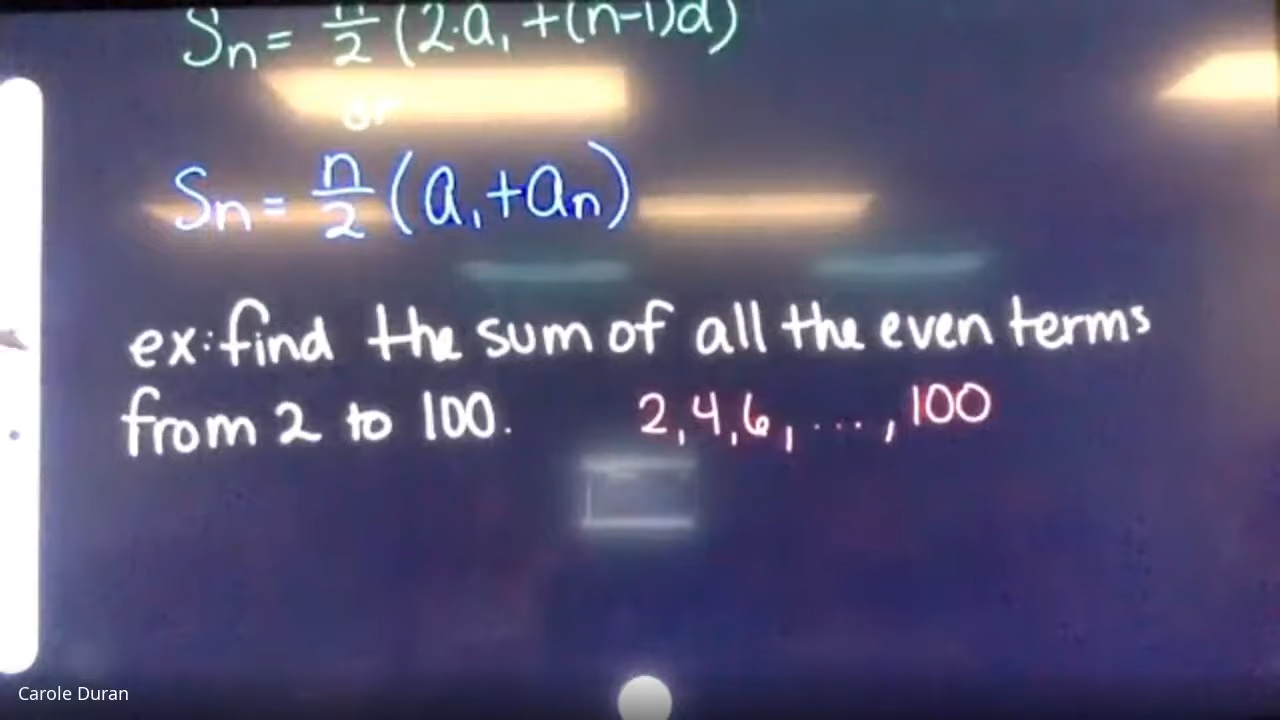 Sn = n/2 (2·a₁ + (n-1)d)
or
Sn = n/2 (a₁ + an)
ex: find the sum of all the even terms
from 2 to 100. 2, 4, 6, ..., 100
Carole Duran